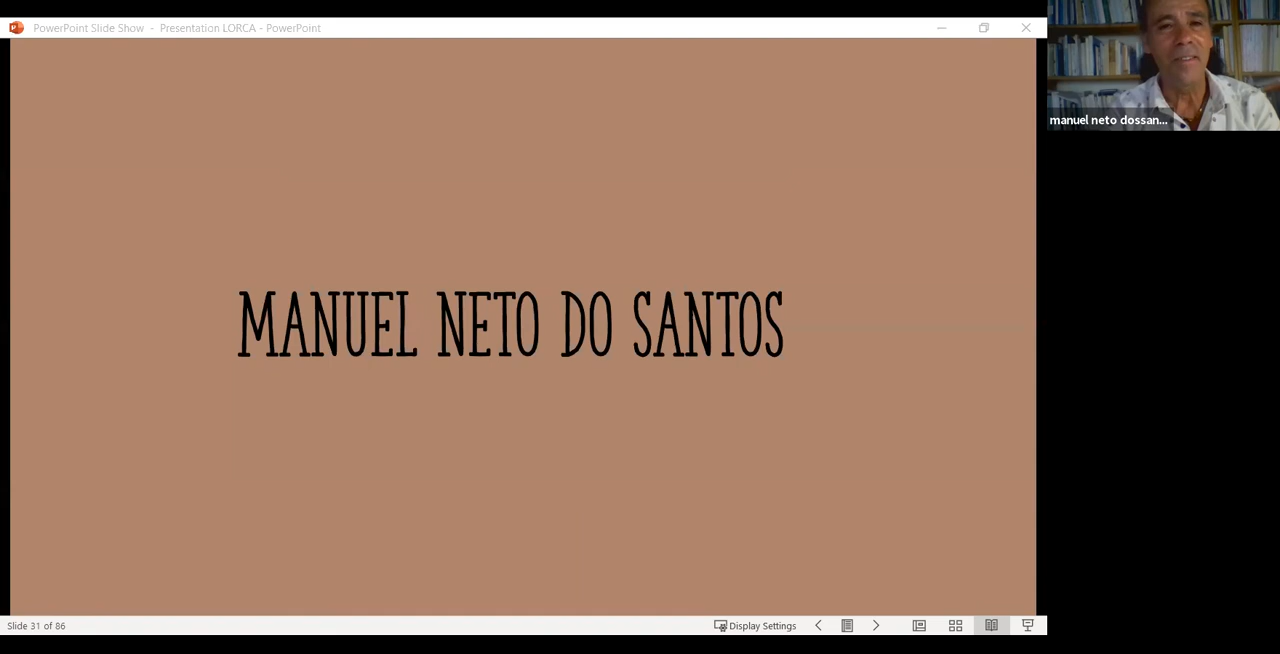 PowerPoint Slide Show - Presentation LORCA - PowerPoint
manuel neto dossan...
MANUEL NETO DO SANTOS
Slide 31 of 86
Display Settings